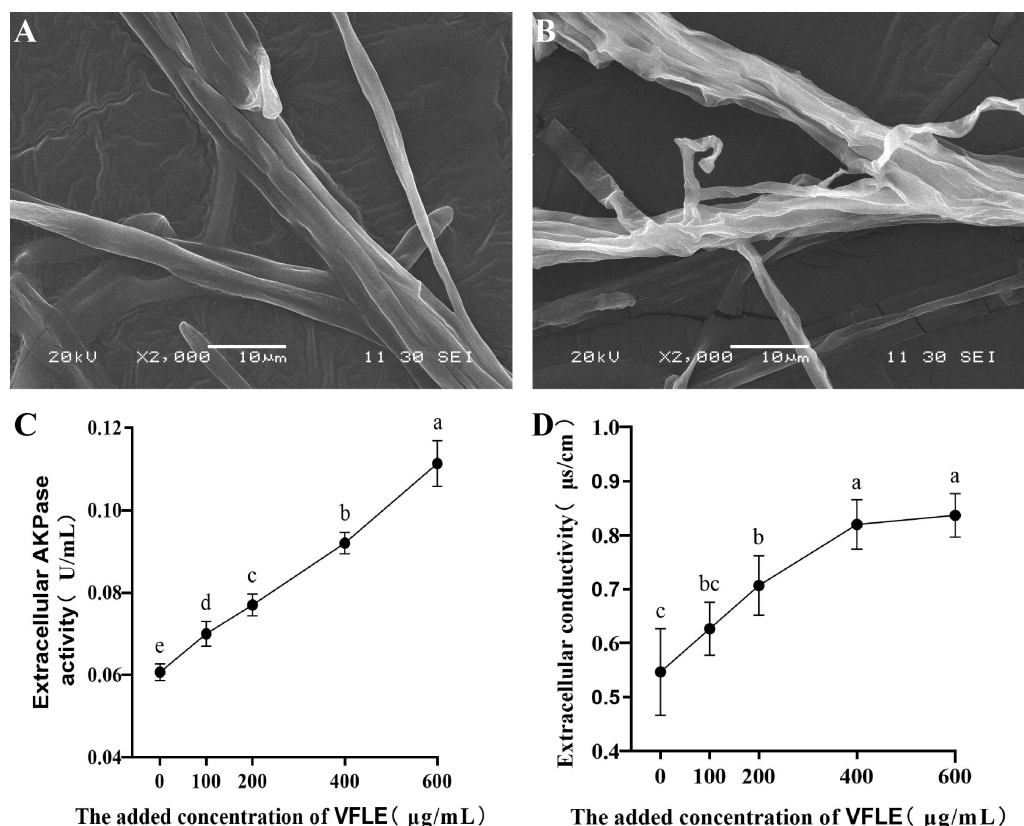 A
20kV X2,000 10μm 11 30 SEI
B
20kV X2,000 10μm 11 30 SEI
C
Extracellular AKPase
activity( U/mL)
0.12
0.10
0.08
0.06
0.04
e
d
c
b
a
0 100 200 400 600
The added concentration of VFLE( μg/mL)
D
Extracellular conductivity( μs/cm)
1.0
0.9
0.8
0.7
0.6
0.5
0.4
c
bc
b
a
a
0 100 200 400 600
The added concentration of VFLE( μg/mL)